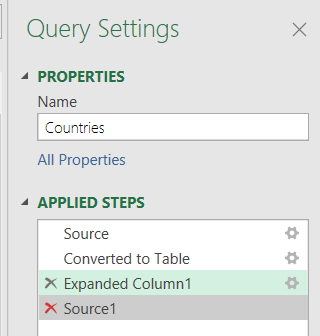 Query Settings
PROPERTIES
Name
Countries
All Properties
APPLIED STEPS
Source
Converted to Table
Expanded Column1
Source1